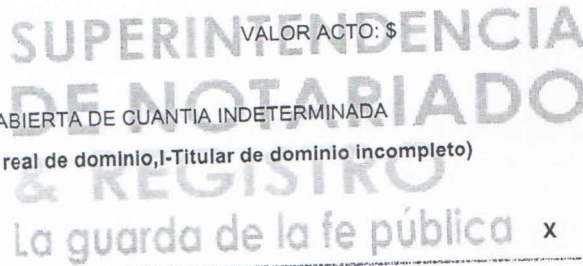 SUPERINTENDENCIA
VALOR ACTO: $
DE NOTARIADO
ABIERTA DE CUANTIA INDETERMINADA
real de dominio,I-Titular de dominio incompleto)
& REGISTRO
La guarda de la fe pública X